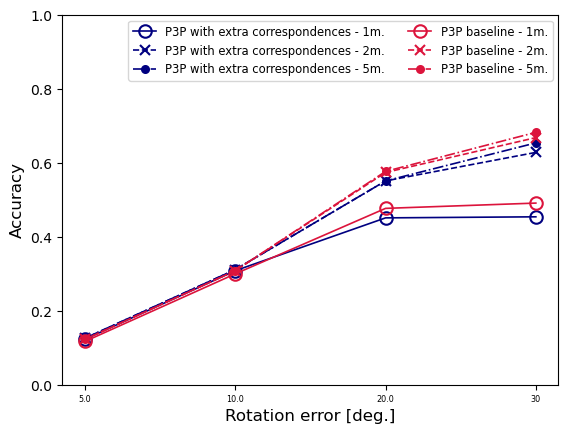 P3P with extra correspondences - 1m.
P3P with extra correspondences - 2m.
P3P with extra correspondences - 5m.
P3P baseline - 1m.
P3P baseline - 2m.
P3P baseline - 5m.
1.0
0.8
0.6
0.4
0.2
0.0
Accuracy
5.0 10.0 20.0 30
Rotation error [deg.]